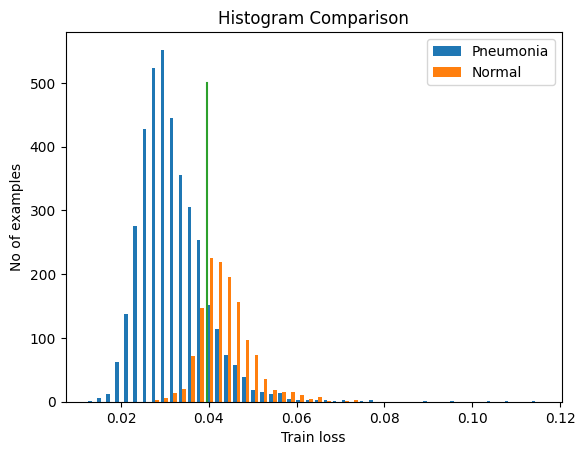 Histogram Comparison
Pneumonia
Normal
No of examples
500
400
300
200
100
0
0.02 0.04 0.06 0.08 0.10 0.12
Train loss